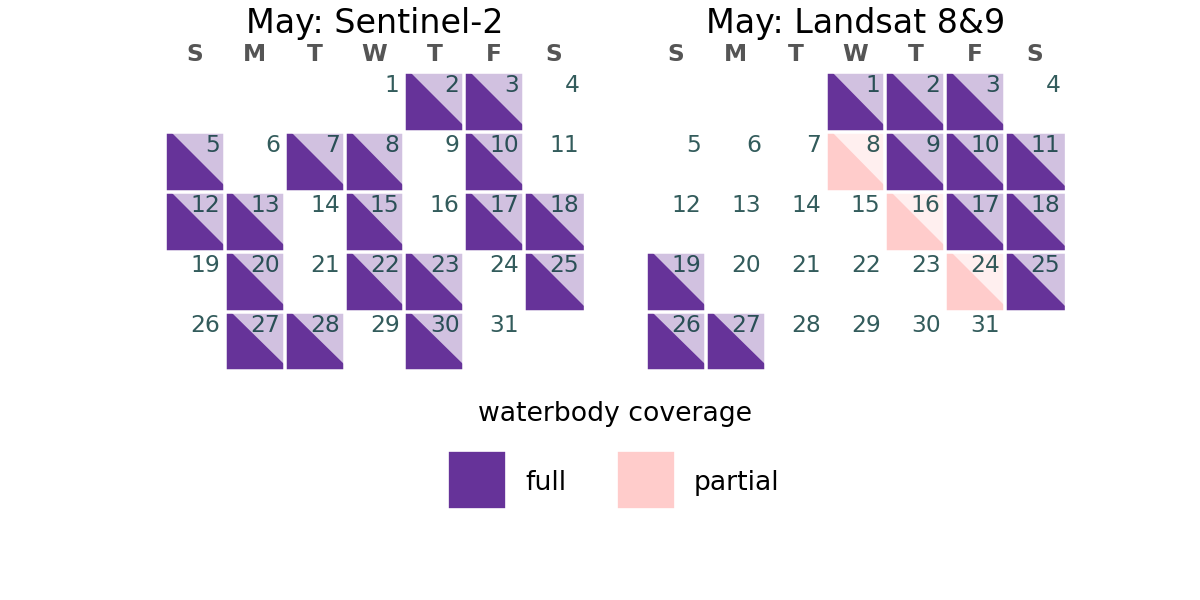 May: Sentinel-2
S M T W T F S
1 2 3 4
5 6 7 8 9 10 11
12 13 14 15 16 17 18
19 20 21 22 23 24 25
26 27 28 29 30 31
May: Landsat 8&9
S M T W T F S
1 2 3 4
5 6 7 8 9 10 11
12 13 14 15 16 17 18
19 20 21 22 23 24 25
26 27 28 29 30 31
waterbody coverage
full partial